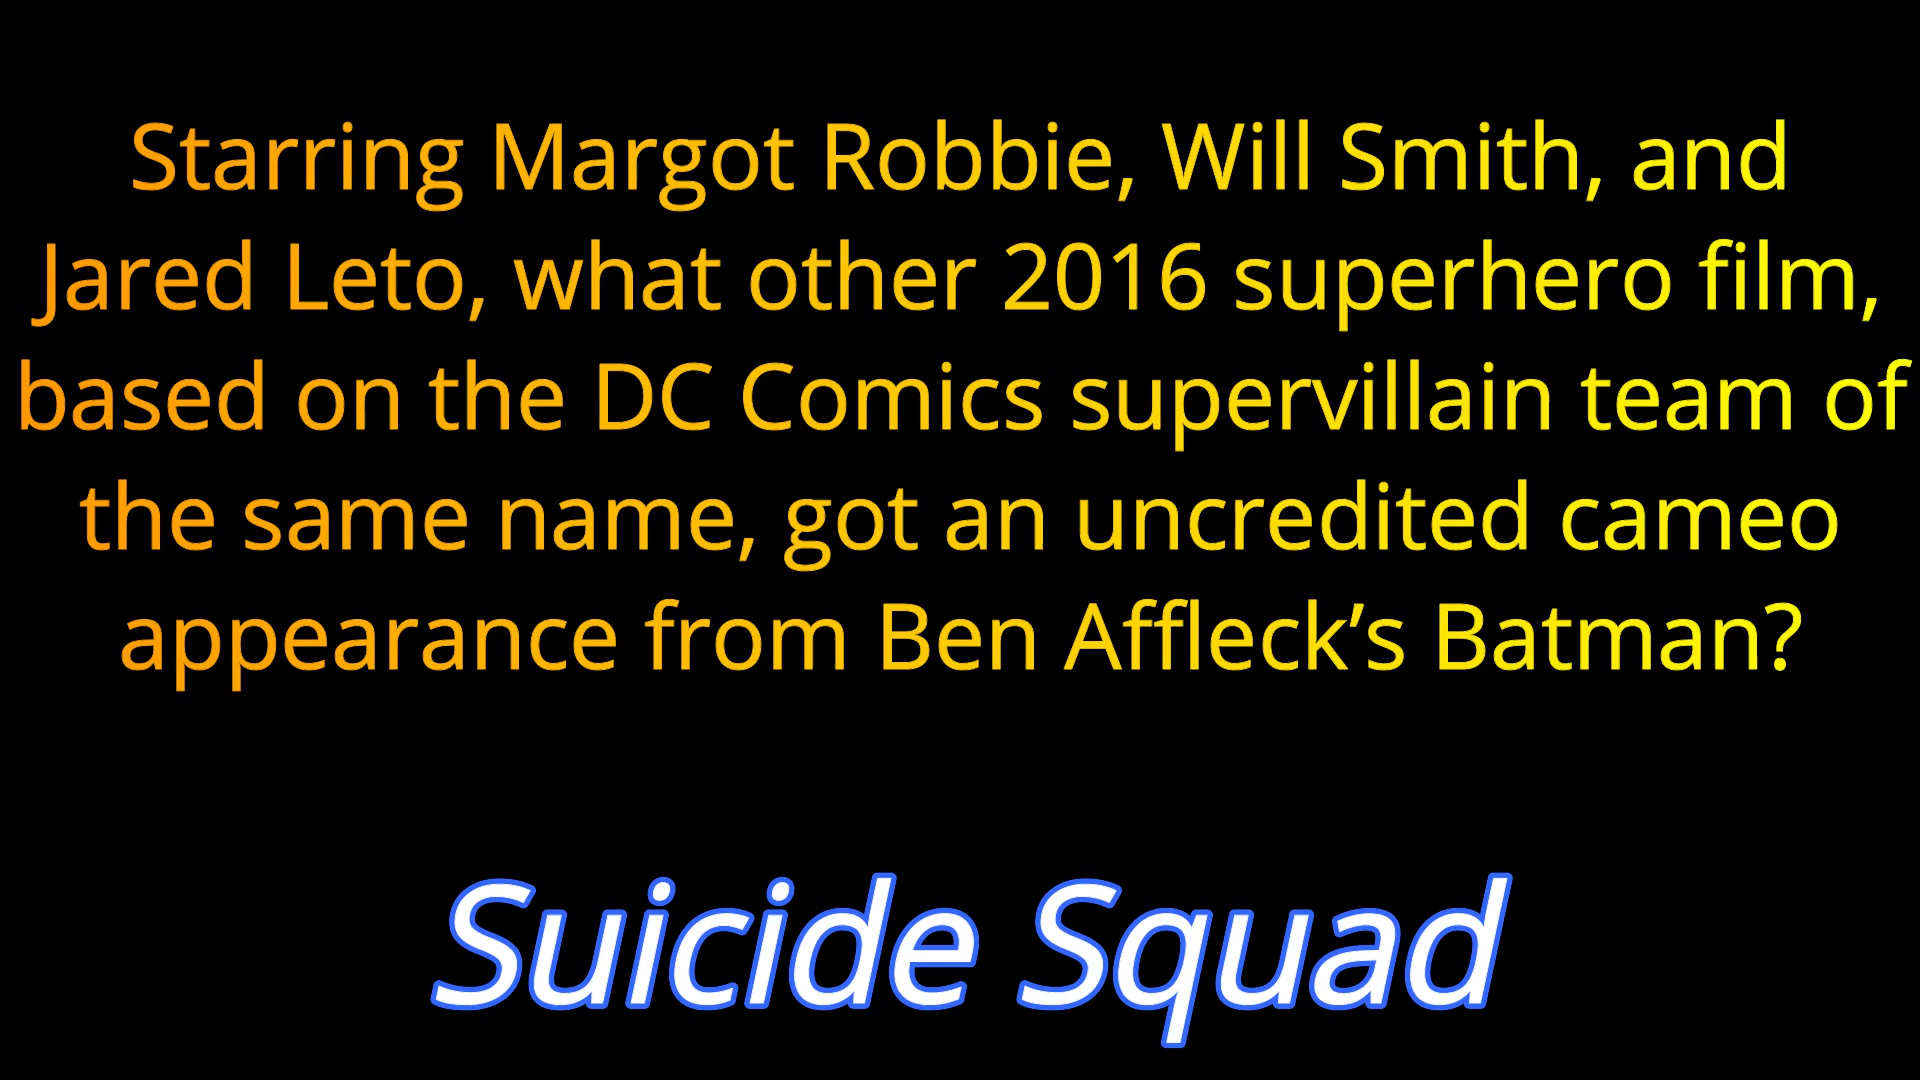 Starring Margot Robbie, Will Smith, and
Jared Leto, what other 2016 superhero film,
based on the DC Comics supervillain team of
the same name, got an uncredited cameo
appearance from Ben Affleck’s Batman?
Suicide Squad